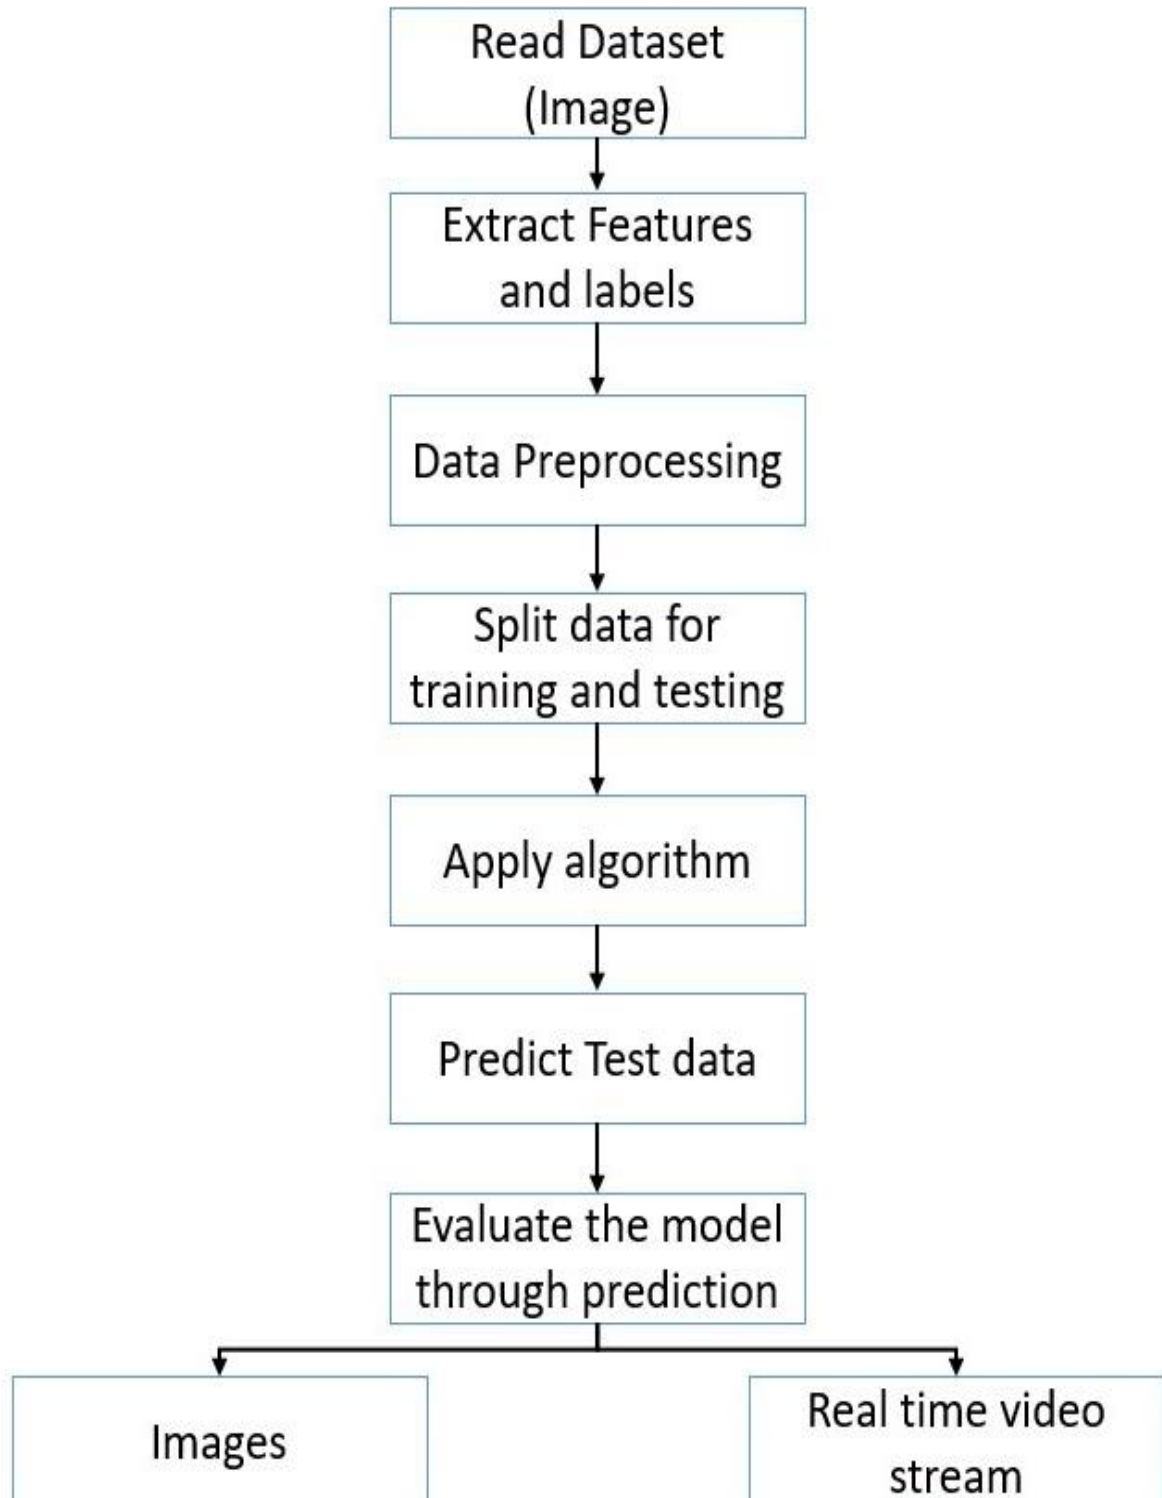 Read Dataset
(Image)
Extract Features
and labels
Data Preprocessing
Split data for
training and testing
Apply algorithm
Predict Test data
Evaluate the model
through prediction
Images
Real time video
stream